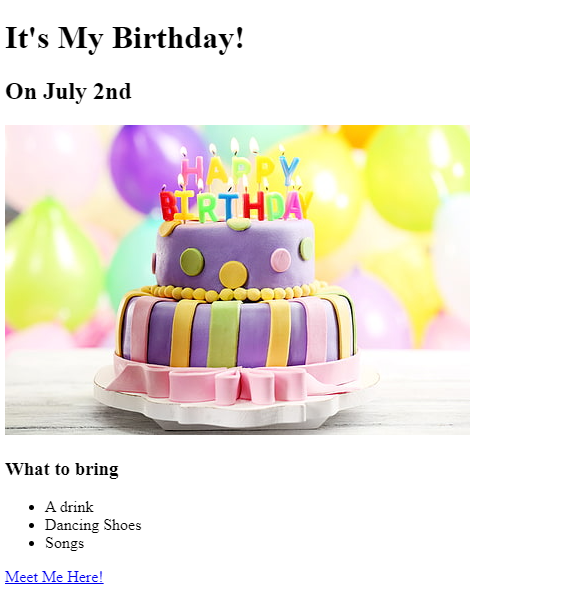 It's My Birthday!
On July 2nd
HAPPY
BIRTHDAY
What to bring
A drink
Dancing Shoes
Songs
Meet Me Here!